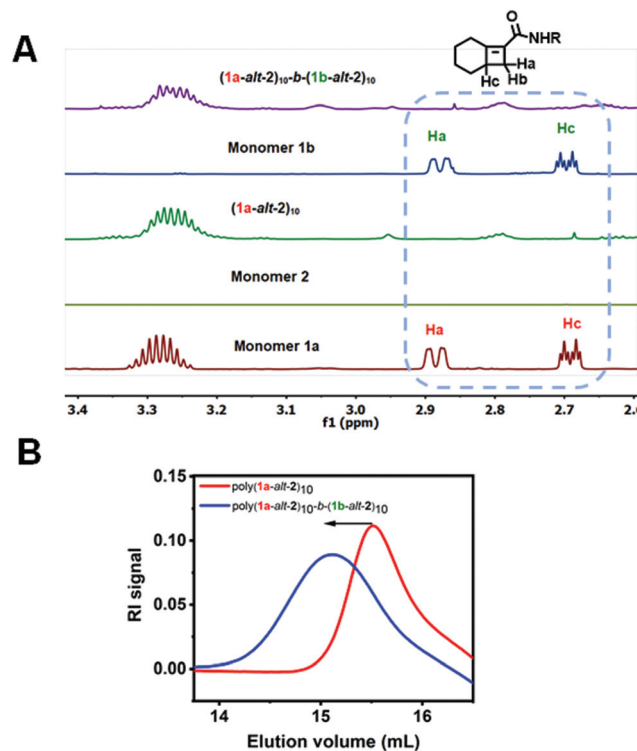 A
O
NHR
Ha
Hb
Hc
(1a-alt-2)10-b-(1b-alt-2)10
Ha
Hc
Monomer 1b
(1a-alt-2)10
Monomer 2
Ha
Hc
Monomer 1a
3.4 3.3 3.2 3.1 3.0 2.9 2.8 2.7 2.6
f1 (ppm)
B
0.15
poly(1a-alt-2)10
poly(1a-alt-2)10-b-(1b-alt-2)10
0.10
0.05
0.00
RI signal
14 15 16
Elution volume (mL)